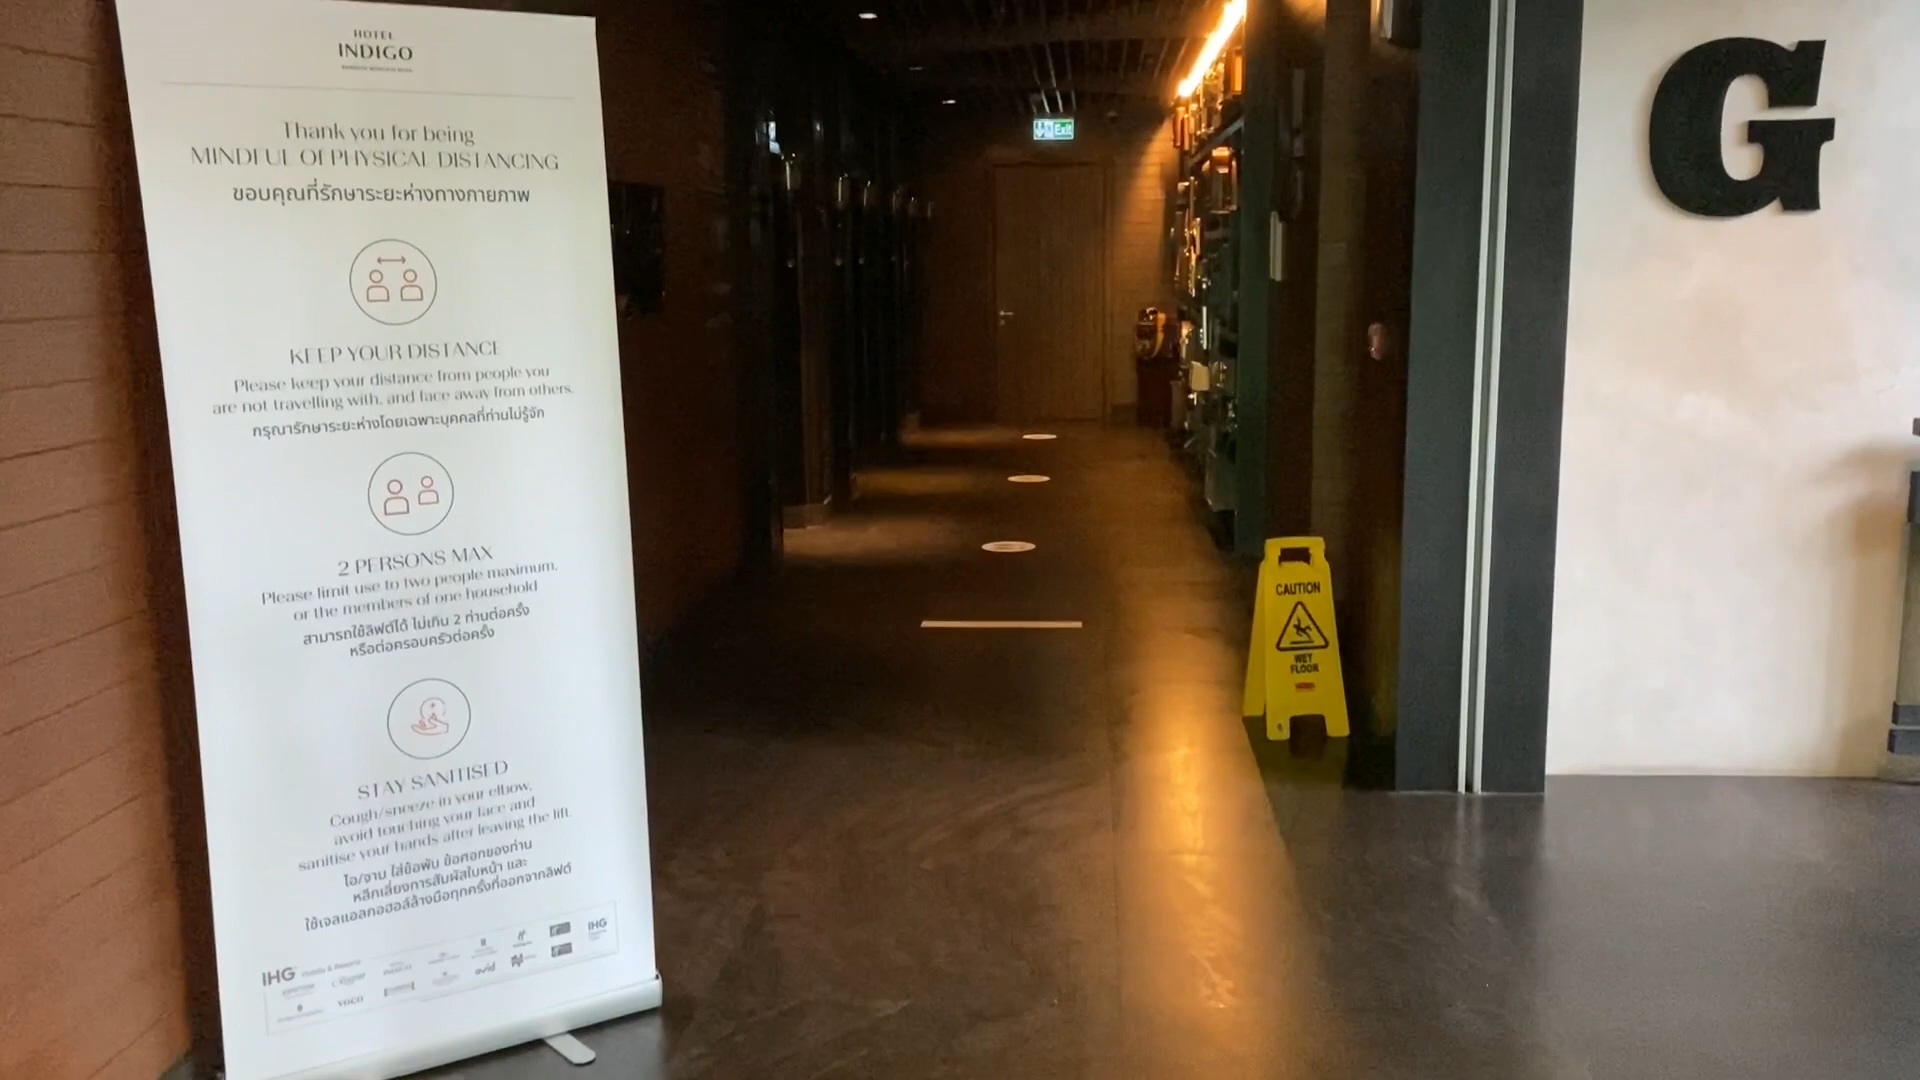 HOTEL
INDIGO
Thank you for being
MINDFUL Of PHYSICAL DISTANCING
ขอบคุณที่รักษาระยะห่างทางกายภาพ
KEEP YOUR DISTANCE
Please keep your distance from people you
are not travelling with, and face away from others.
กรุณารักษาระยะห่างโดยเฉพาะบุคคลที่ท่านไม่รู้จัก
2 PERSONS MAX
Please limit use to two people maximum,
or the members of one household
สามารถใช้ลิฟต์ได้ ไม่เกิน 2 ท่านต่อครั้ง
หรือต่อครอบครัวต่อครั้ง
STAY SANITISED
Cough/sneeze in your elbow,
avoid touching your face and
sanitise your hands after leaving the lift.
ไอ/จาม ใส่ข้อพับ ข้อศอกของท่าน
หลีกเลี่ยงการสัมผัสใบหน้า และ
ใช้เจลแอลกอฮอล์ล้างมือทุกครั้งที่ออกจากลิฟต์
IHG Hotels & Resorts
IHG
avid
voco
Exit
CAUTION
WET
FLOOR
G